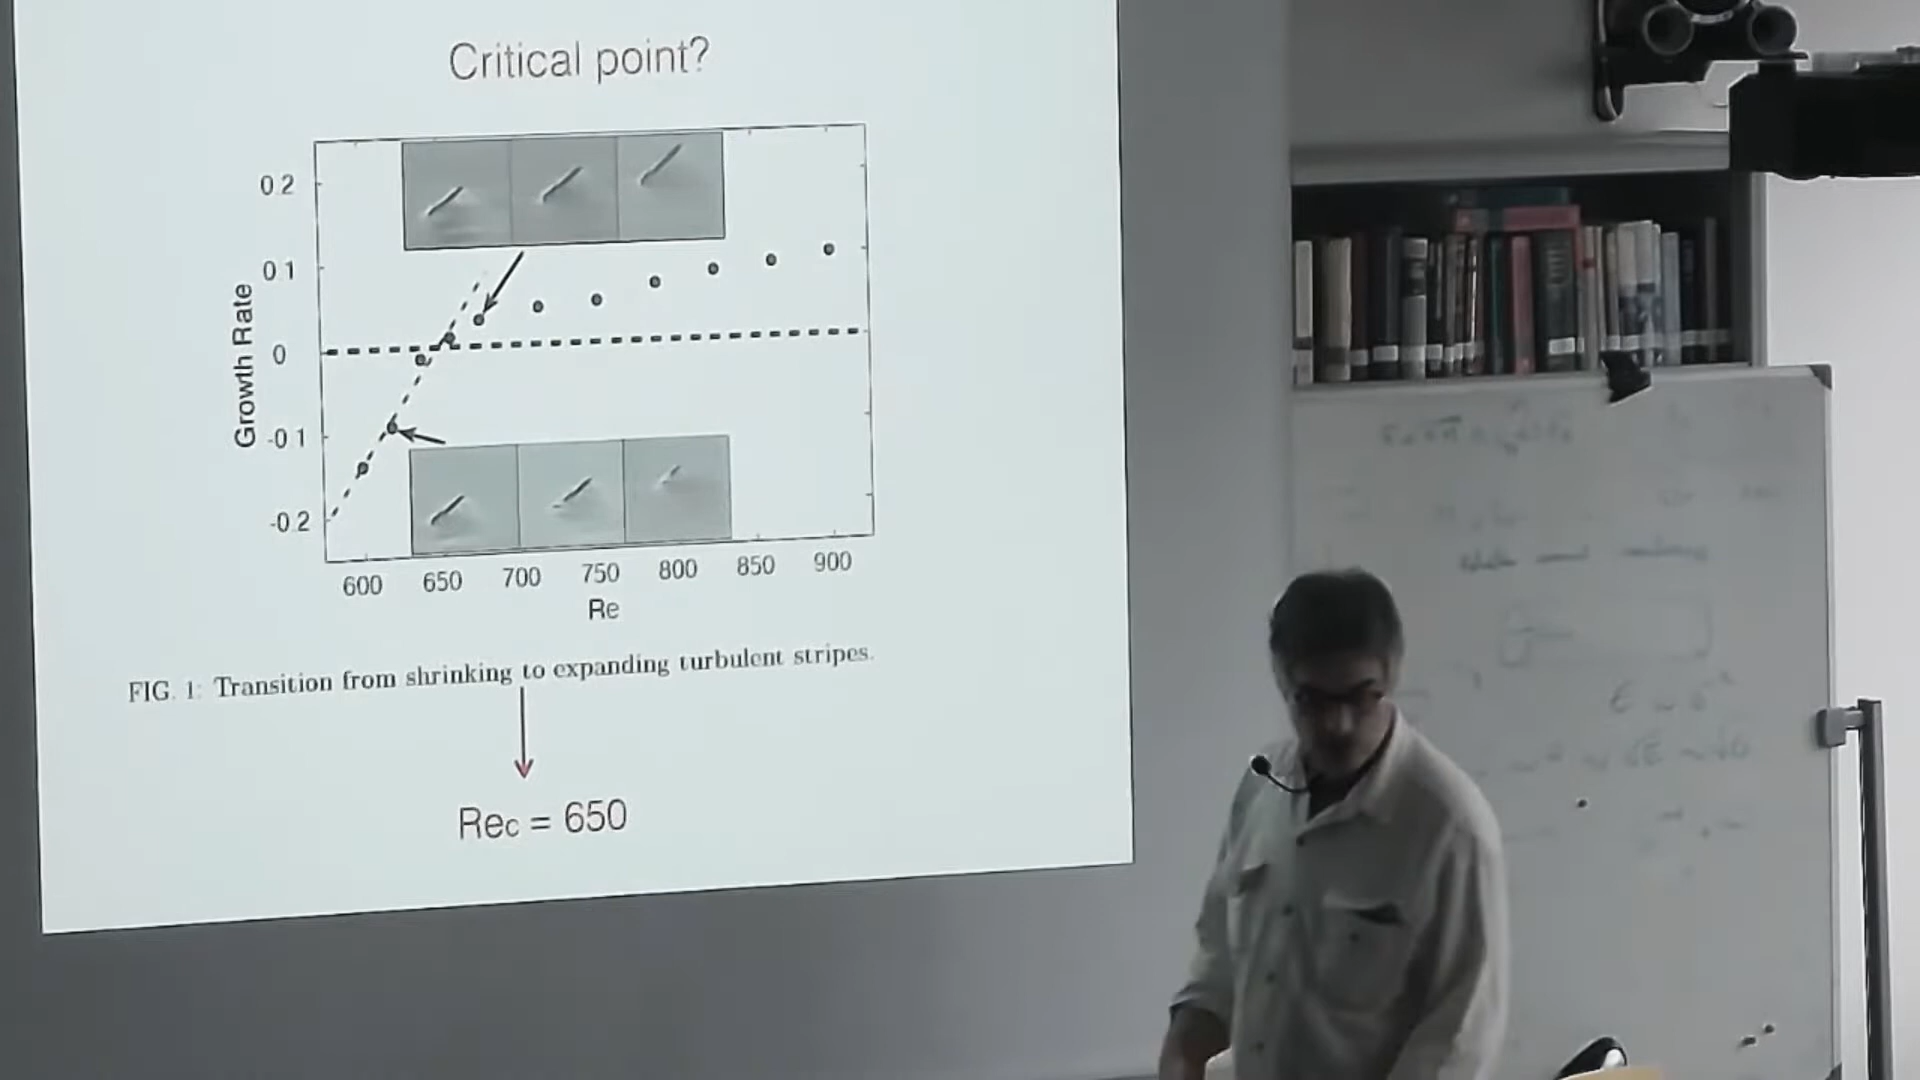 Critical point?
0 2
0 1
0
-0 1
-0 2
Growth Rate
600 650 700 750 800 850 900
Re
FIG. 1: Transition from shrinking to expanding turbulent stripes.
Rec = 650